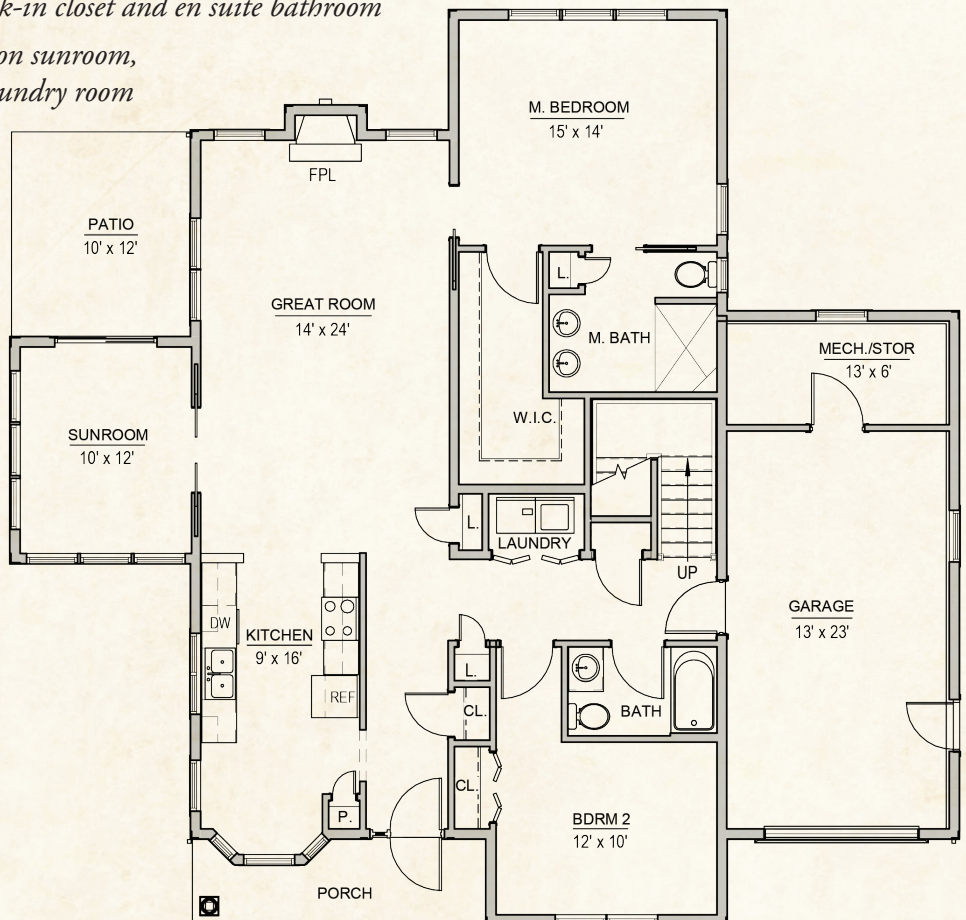 k-in closet and en suite bathroom
on sunroom,
undry room
M. BEDROOM
15' x 14'
FPL
PATIO
10' x 12'
GREAT ROOM
14' x 24'
L.
M. BATH
MECH./STOR
13' x 6'
W.I.C.
SUNROOM
10' x 12'
L.
LAUNDRY
UP
DW
KITCHEN
9' x 16'
GARAGE
13' x 23'
L.
REF
CL.
BATH
CL.
P.
BDRM 2
12' x 10'
PORCH